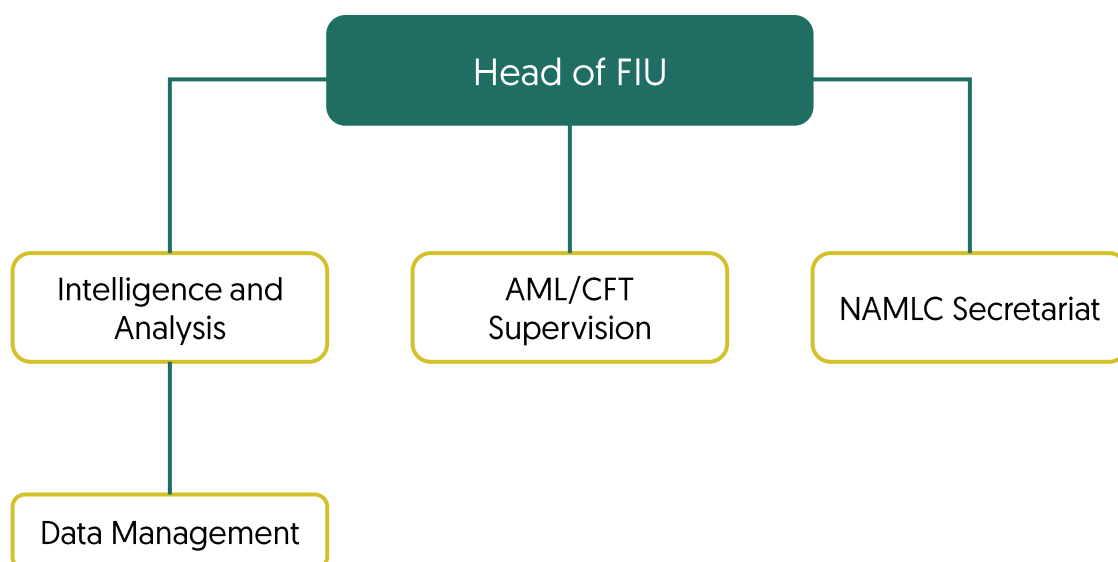 Head of FIU
Intelligence and
Analysis
AML/CFT
Supervision
NAMLC Secretariat
Data Management